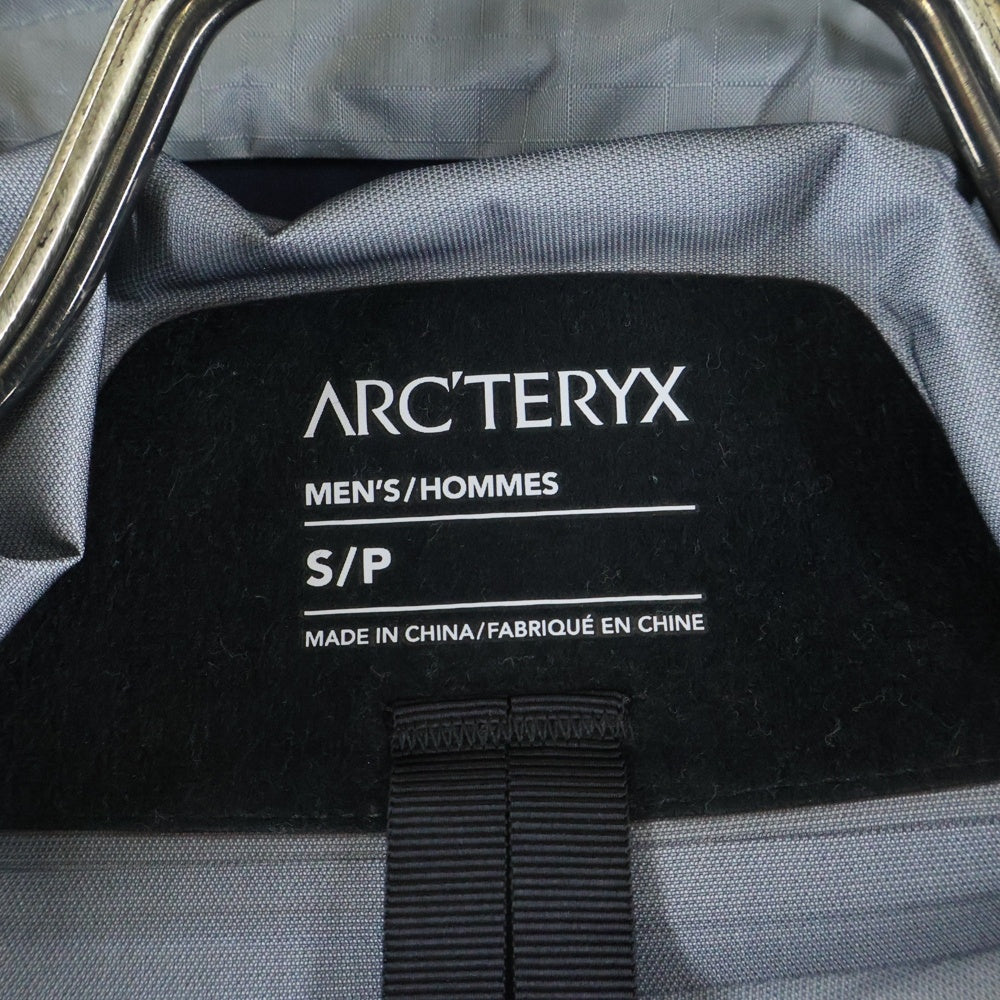 ARC'TERYX
MEN'S/HOMMES
S/P
MADE IN CHINA/FABRIQUÉ EN CHINE